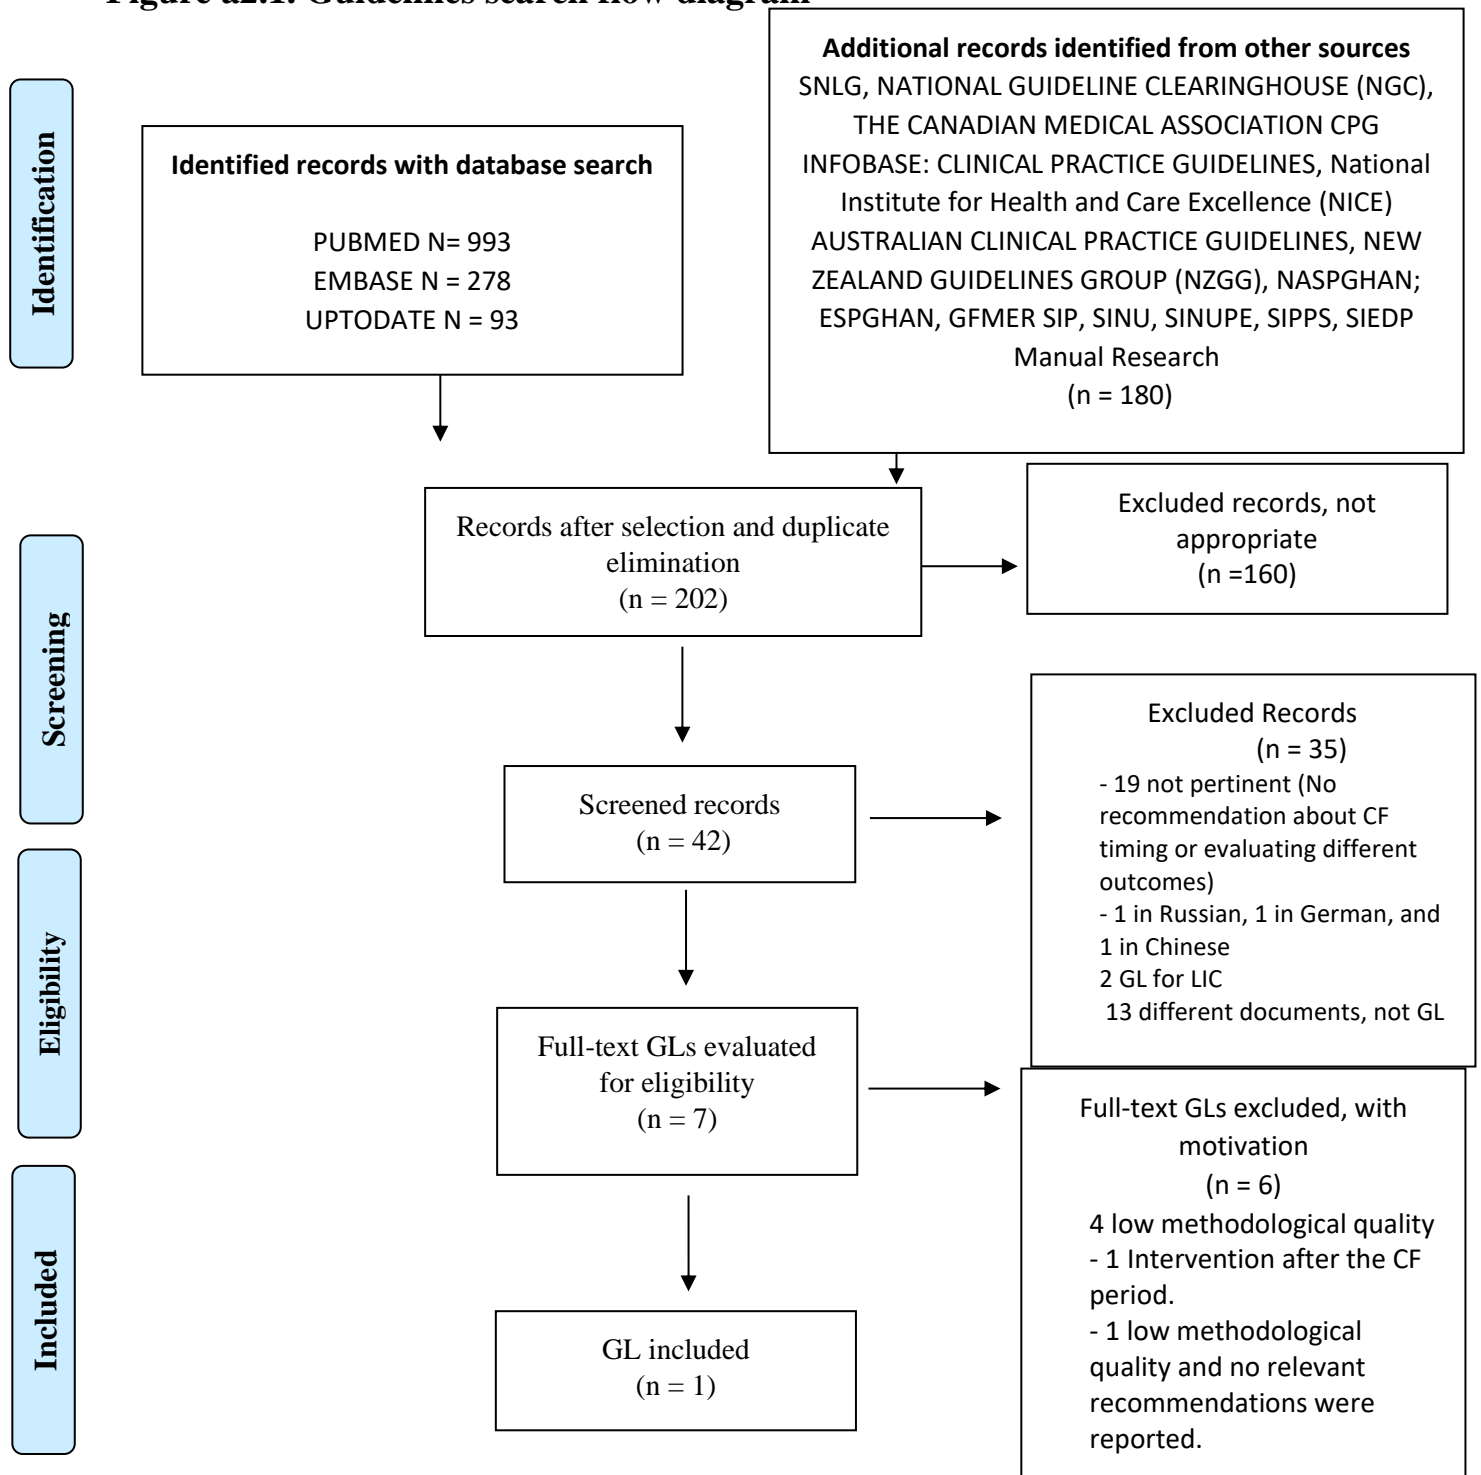 Figure a2.1. Guidelines search flow diagram
Identification
Identified records with database search
PUBMED N= 993
EMBASE N = 278
UPTODATE N = 93
Additional records identified from other sources
SNLG, NATIONAL GUIDELINE CLEARINGHOUSE (NGC),
THE CANADIAN MEDICAL ASSOCIATION CPG
INFOBASE: CLINICAL PRACTICE GUIDELINES, National
Institute for Health and Care Excellence (NICE)
AUSTRALIAN CLINICAL PRACTICE GUIDELINES, NEW
ZEALAND GUIDELINES GROUP (NZGG), NASPGHAN;
ESPGHAN, GFMER SIP, SINU, SINUPE, SIPPS, SIEDP
Manual Research
(n = 180)
Screening
Records after selection and duplicate
elimination
(n = 202)
Excluded records, not
appropriate
(n =160)
Screened records
(n = 42)
Excluded Records
(n = 35)
- 19 not pertinent (No
recommendation about CF
timing or evaluating different
outcomes)
- 1 in Russian, 1 in German, and
1 in Chinese
2 GL for LIC
13 different documents, not GL
Eligibility
Full-text GLs evaluated
for eligibility
(n = 7)
Full-text GLs excluded, with
motivation
(n = 6)
4 low methodological quality
- 1 Intervention after the CF
period.
- 1 low methodological
quality and no relevant
recommendations were
reported.
Included
GL included
(n = 1)